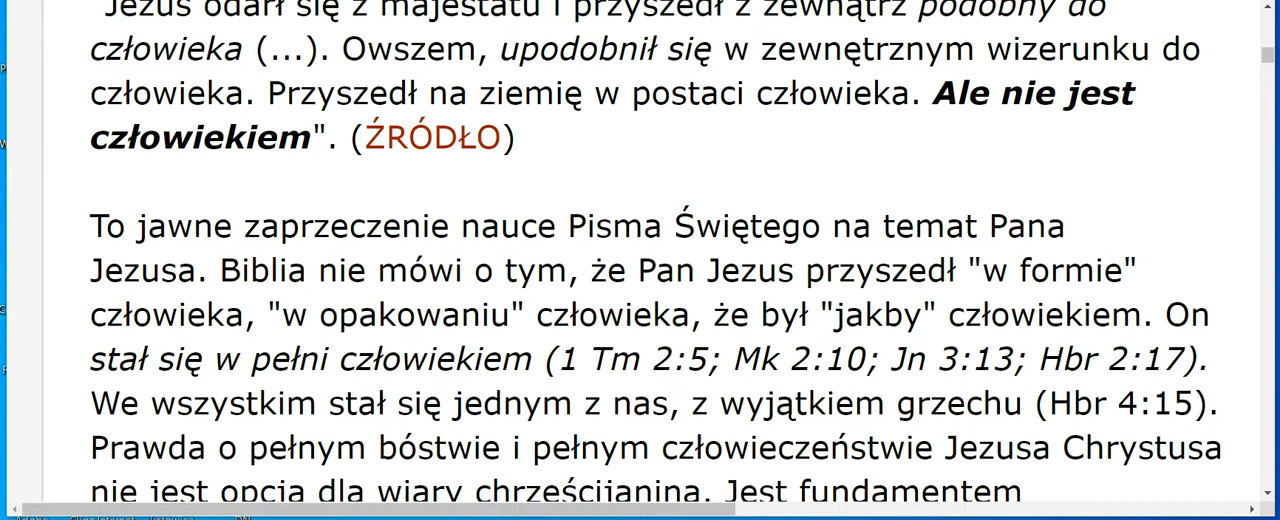 "Jezus odarł się z majestatu i przyszedł z zewnątrz podobny do
człowieka (...). Owszem, upodobnił się w zewnętrznym wizerunku do
człowieka. Przyszedł na ziemię w postaci człowieka. Ale nie jest
człowiekiem". (ŹRÓDŁO)
To jawne zaprzeczenie nauce Pisma Świętego na temat Pana
Jezusa. Biblia nie mówi o tym, że Pan Jezus przyszedł "w formie"
człowieka, "w opakowaniu" człowieka, że był "jakby" człowiekiem. On
stał się w pełni człowiekiem (1 Tm 2:5; Mk 2:10; Jn 3:13; Hbr 2:17).
We wszystkim stał się jednym z nas, z wyjątkiem grzechu (Hbr 4:15).
Prawda o pełnym bóstwie i pełnym człowieczeństwie Jezusa Chrystusa
nie jest opcją dla wiary chrześcijanina. Jest fundamentem